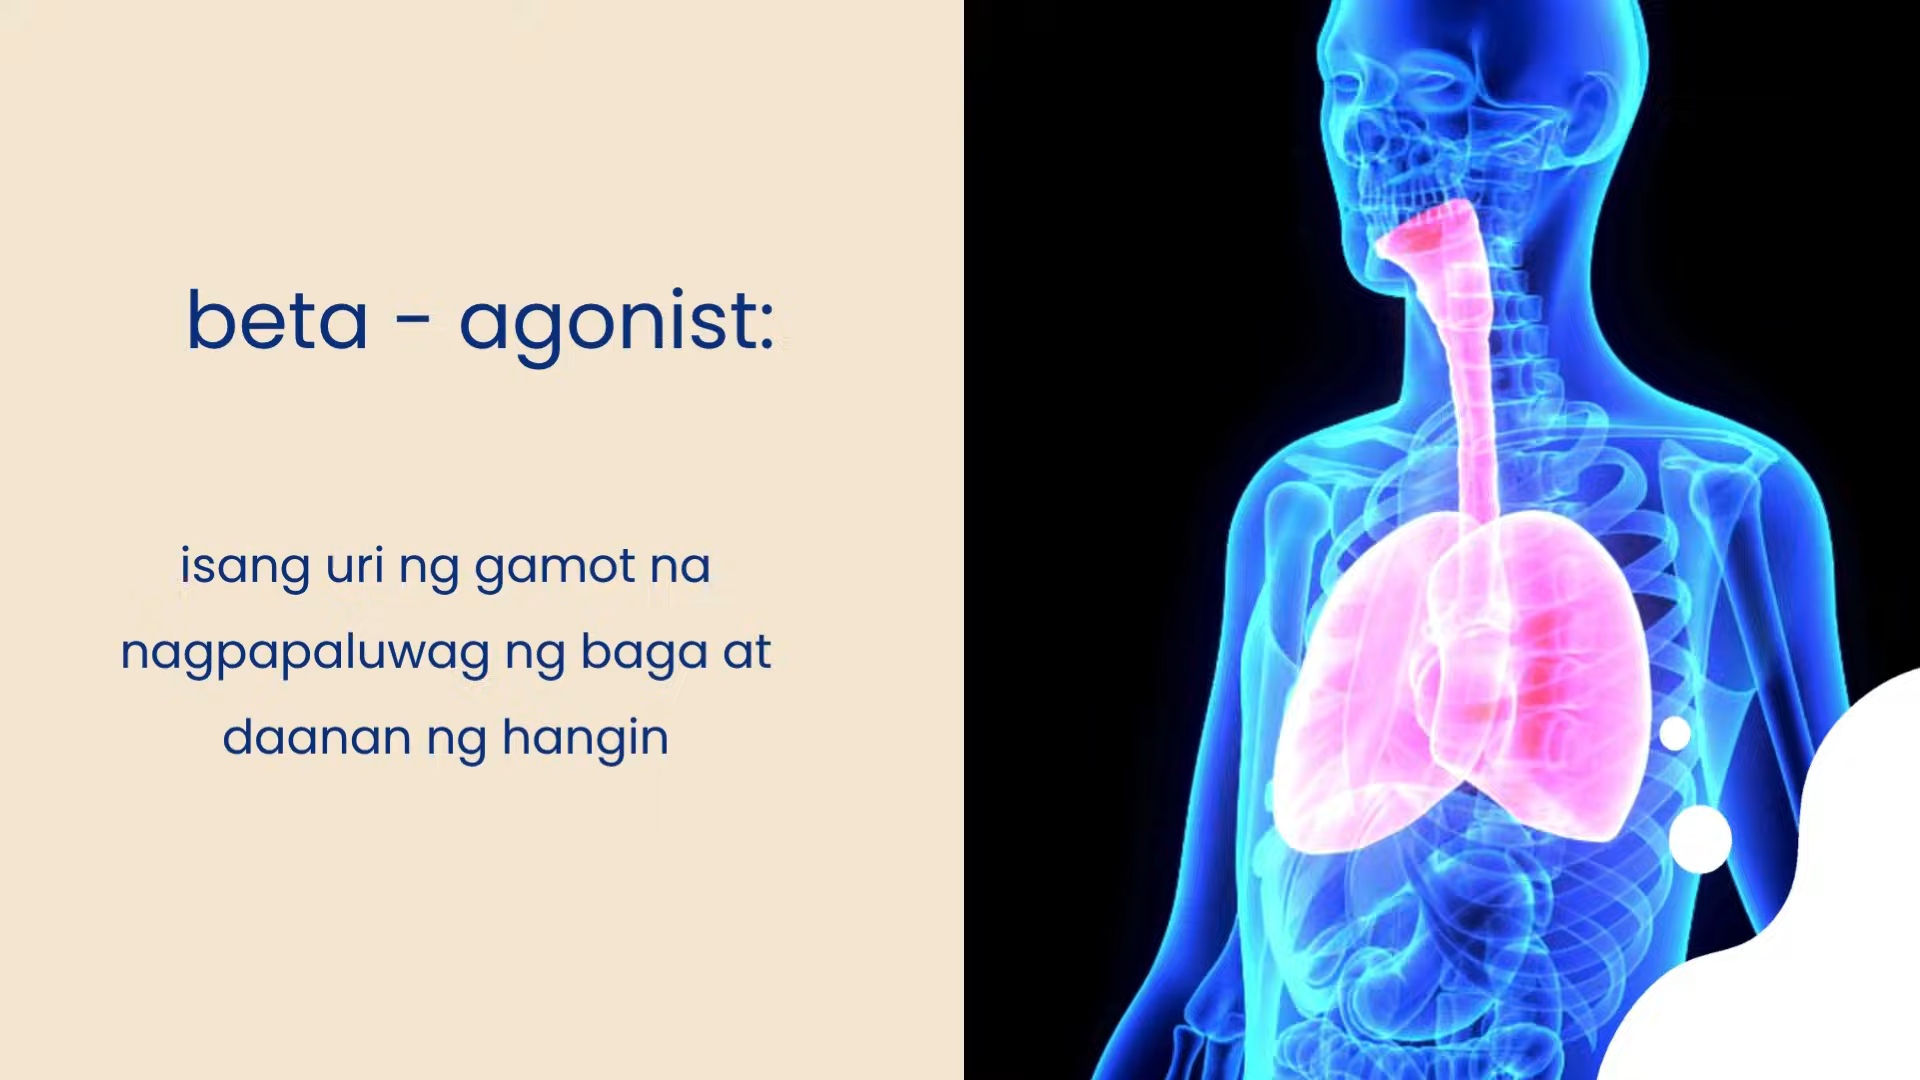 beta - agonist:
isang uri ng gamot na
nagpapaluwag ng baga at
daanan ng hangin